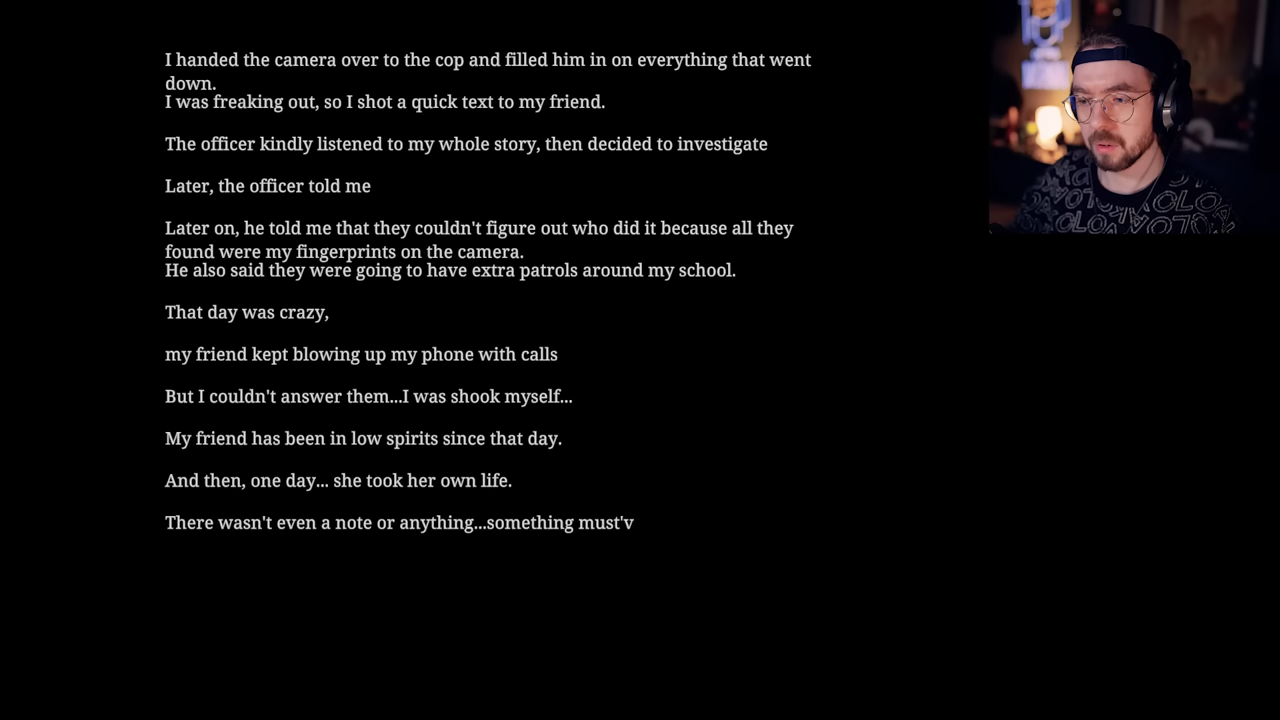 I handed the camera over to the cop and filled him in on everything that went
down.
I was freaking out, so I shot a quick text to my friend.
The officer kindly listened to my whole story, then decided to investigate
Later, the officer told me
Later on, he told me that they couldn't figure out who did it because all they
found were my fingerprints on the camera.
He also said they were going to have extra patrols around my school.
That day was crazy,
my friend kept blowing up my phone with calls
But I couldn't answer them...I was shook myself...
My friend has been in low spirits since that day.
And then, one day... she took her own life.
There wasn't even a note or anything...something must'v